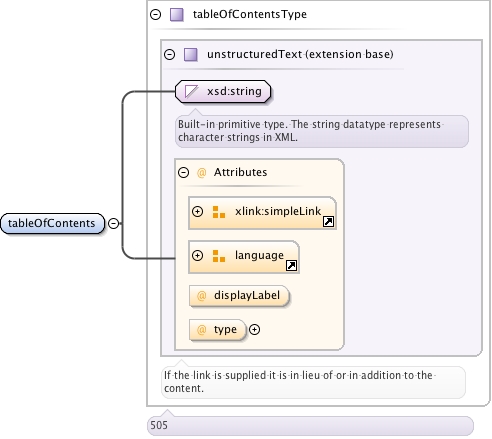 tableOfContentsType
unstructuredText (extension base)
xsd:string
Built-in primitive type. The string datatype represents
character strings in XML.
@ Attributes
xlink:simpleLink
tableOfContents
language
@ displayLabel
@ type
If the link is supplied it is in lieu of or in addition to the
content.
505